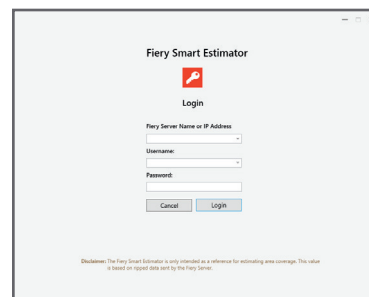 Fiery Smart Estimator
Login
Fiery Server Name or IP Address
Username:
Password:
Cancel Login
Disclaimer: The Fiery Smart Estimator is only intended as a reference for estimating area coverage. This value
is based on ripped data sent by the Fiery Server.